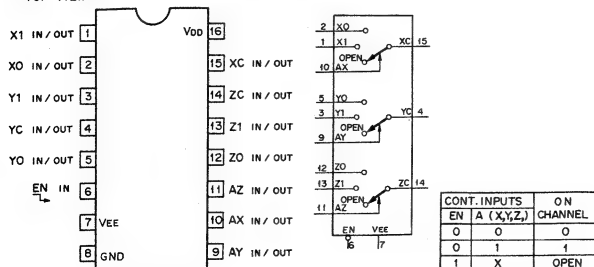 X1 IN/OUT 1
X0 IN/OUT 2
Y1 IN/OUT 3
YC IN/OUT 4
Y0 IN/OUT 5
EN IN 6
7 VEE
8 GND
VDD 16
15 XC IN/OUT
14 ZC IN/OUT
13 Z1 IN/OUT
12 Z0 IN/OUT
11 AZ IN/OUT
10 AX IN/OUT
9 AY IN/OUT
2 X0
1 X1 XC 15
OPEN
10 AX
5 Y0
3 Y1 YC 4
OPEN
9 AY
12 Z0
13 Z1 ZC 14
OPEN
11 AZ
EN VEE
6 7
CONT. INPUTS ON
EN A (X,Y,Z,) CHANNEL
0 0 0
0 1 1
1 X OPEN